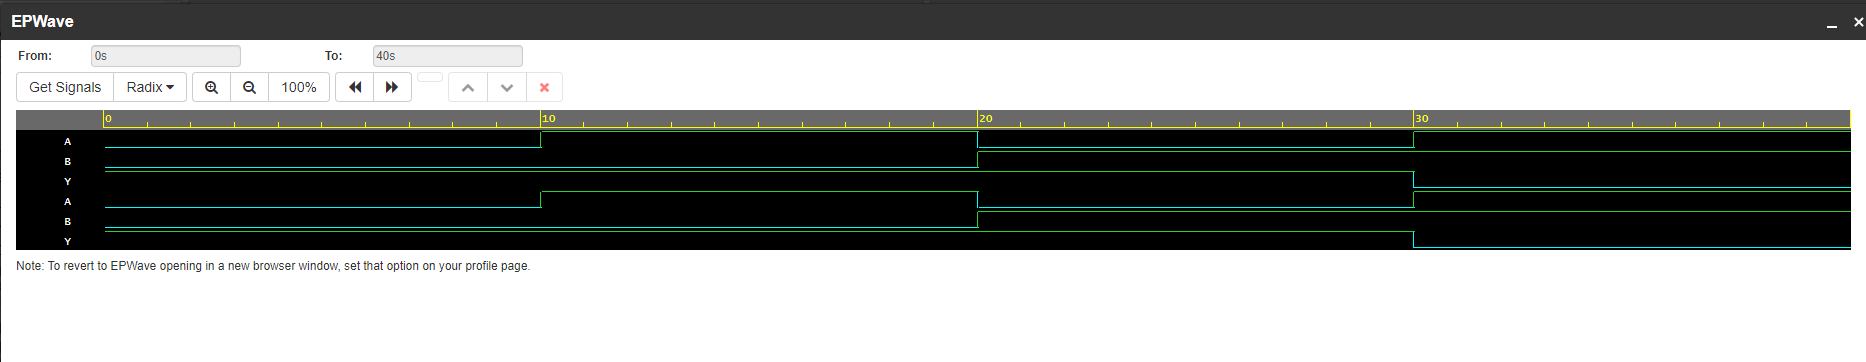 EPWave
From: 0s To: 40s
Get Signals Radix 100%
0 10 20 30
A
B
Y
A
B
Y
Note: To revert to EPWave opening in a new browser window, set that option on your profile page.